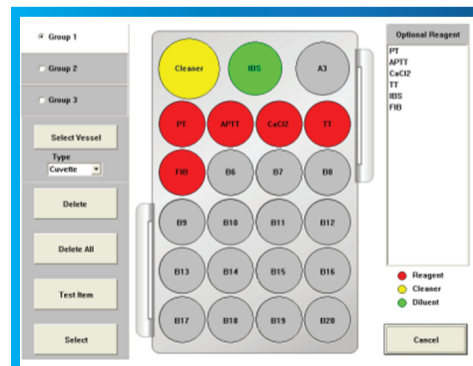 Group 1
Group 2
Group 3
Select Vessel
Type
Cuvette
Delete
Delete All
Test Item
Select
Cleaner IBS A3
PT APTT CaCl2 TT
FIB B6 B7 B8
B9 B10 B11 B12
B13 B14 B15 B16
B17 B18 B19 B20
Optional Reagent
PT
APTT
CaCl2
TT
IBS
FIB
Reagent
Cleaner
Diluent
Cancel